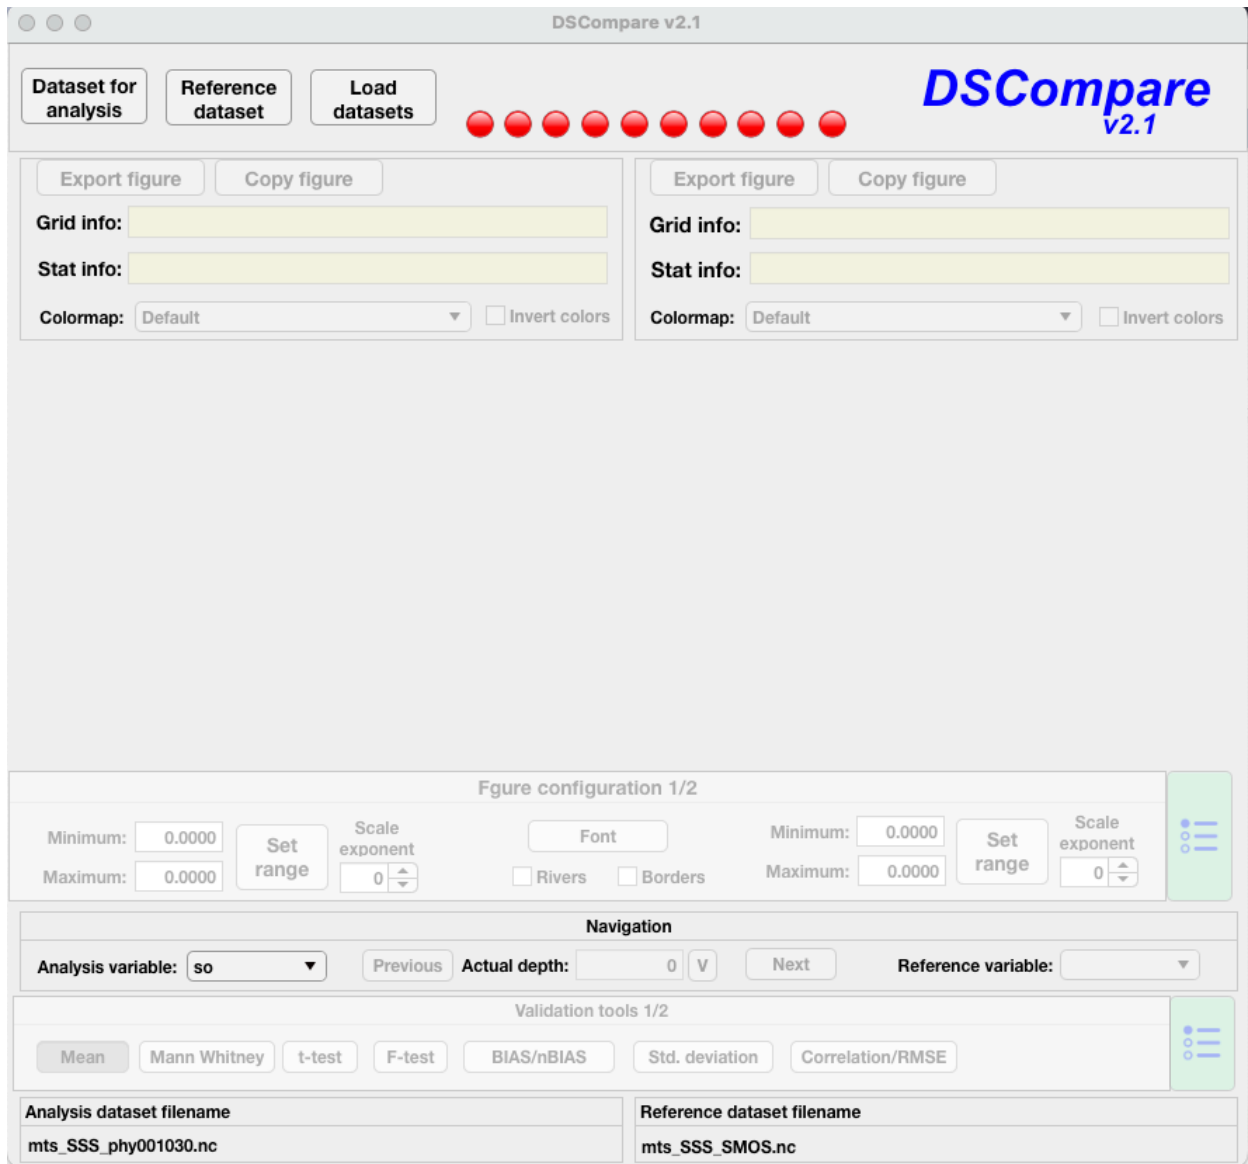 DSCompare v2.1
Dataset for
analysis
Reference
dataset
Load
datasets
DSCompare
v2.1
Export figure
Copy figure
Grid info:
Stat info:
Colormap:
Default
Invert colors
Export figure
Copy figure
Grid info:
Stat info:
Colormap:
Default
Invert colors
Fgure configuration 1/2
Minimum:
0.0000
Maximum:
0.0000
Set
range
Scale
exponent
0
Font
Rivers
Borders
Minimum:
0.0000
Maximum:
0.0000
Set
range
Scale
exponent
0
Navigation
Analysis variable:
so
Previous
Actual depth:
0
V
Next
Reference variable:
Validation tools 1/2
Mean
Mann Whitney
t-test
F-test
BIAS/nBIAS
Std. deviation
Correlation/RMSE
Analysis dataset filename
mts_SSS_phy001030.nc
Reference dataset filename
mts_SSS_SMOS.nc